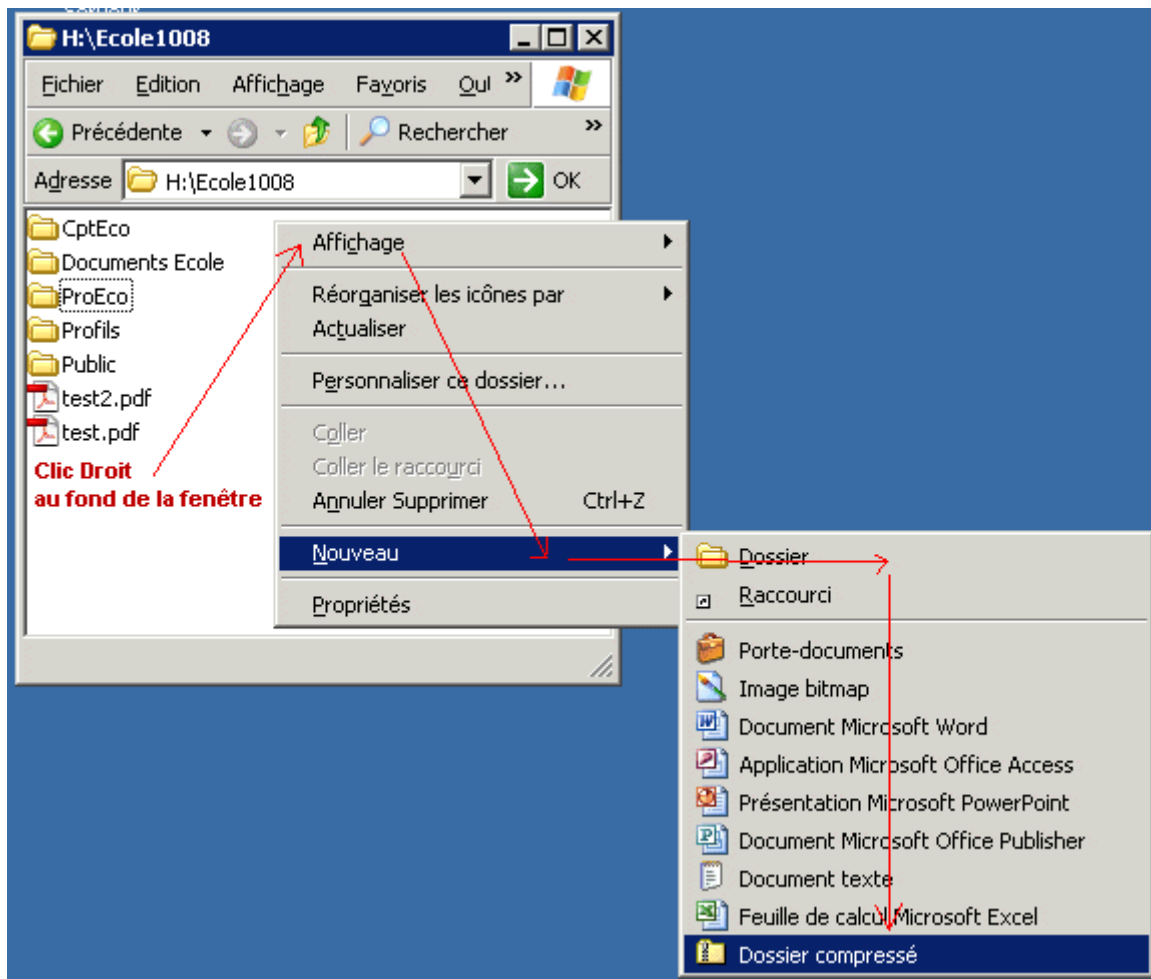 H:\Ecole1008
Fichier Edition Affichage Favoris Oul »
Précédente Rechercher »
Adresse H:\Ecole1008 OK
CptEco
Documents Ecole
ProEco
Profils
Public
test2.pdf
test.pdf
Clic Droit
au fond de la fenêtre
Affichage
Réorganiser les icônes par
Actualiser
Personnaliser ce dossier...
Coller
Coller le raccourci
Annuler Supprimer Ctrl+Z
Nouveau
Propriétés
Dossier
Raccourci
Porte-documents
Image bitmap
Document Microsoft Word
Application Microsoft Office Access
Présentation Microsoft PowerPoint
Document Microsoft Office Publisher
Document texte
Feuille de calcul Microsoft Excel
Dossier compressé